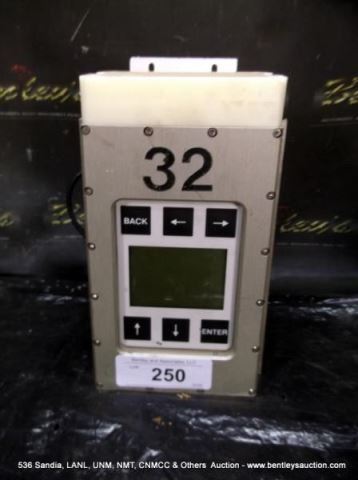 32
BACK ← →
↑ ↓ ENTER
250
536 Sandia, LANL, UNM, NMT, CNMCC & Others Auction - www.bentleysauction.com